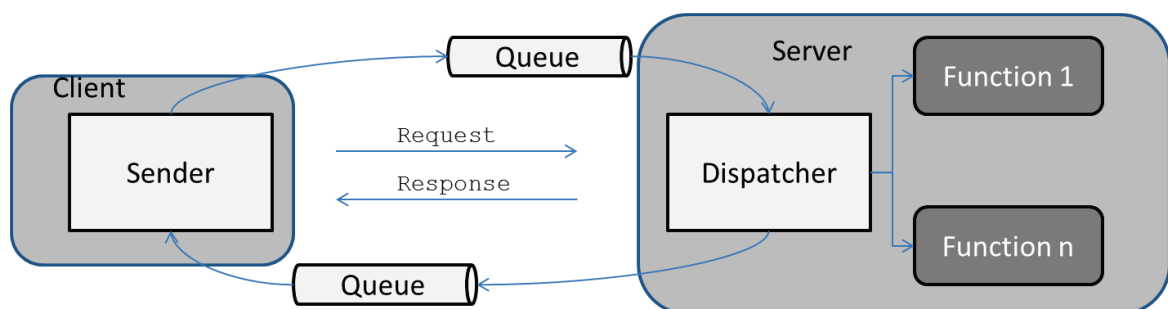 Queue
Server
Client
Function 1
Request
Sender
Dispatcher
Response
Function n
Queue